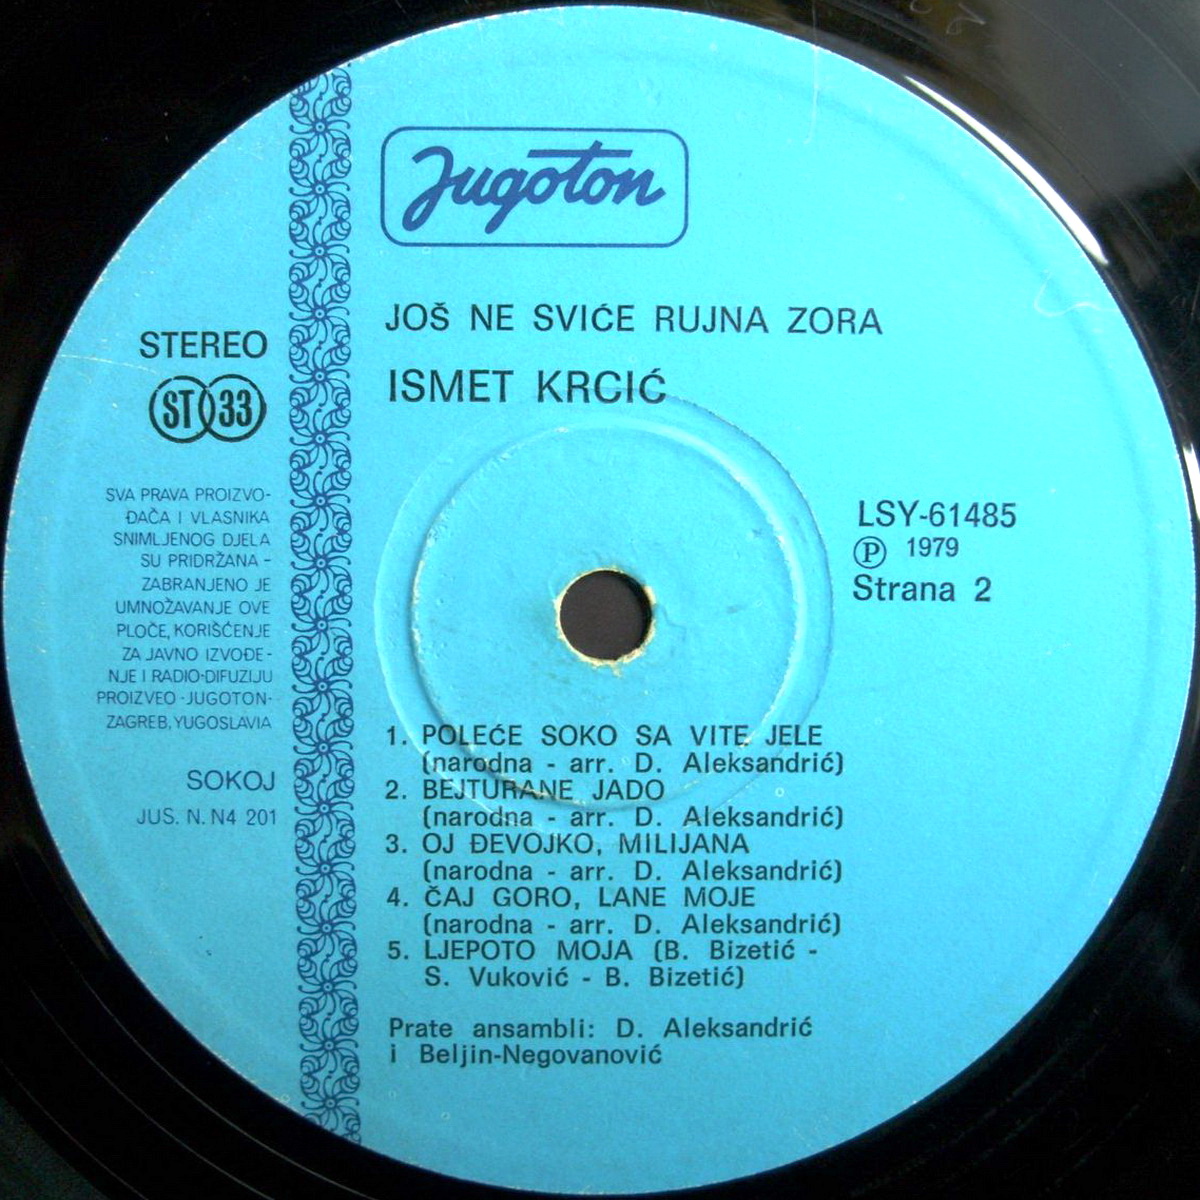 Jugoton
JOŠ NE SVIĆE RUJNA ZORA
ISMET KRCIĆ
STEREO
ST 33
SVA PRAVA PROIZVO-
ĐAČA I VLASNIKA
SNIMLJENOG DJELA
SU PRIDRŽANA -
ZABRANJENO JE
UMNOŽAVANJE OVE
PLOČE, KORIŠĆENJE
ZA JAVNO IZVOĐE-
NJE I RADIO-DIFUZIJU
PROIZVEO - JUGOTON-
ZAGREB, YUGOSLAVIA
SOKOJ
JUS. N. N4 201
LSY-61485
Ⓟ 1979
Strana 2
1. POLEĆE SOKO SA VITE JELE
(narodna - arr. D. Aleksandrić)
2. BEJTURANE JADO
(narodna - arr. D. Aleksandrić)
3. OJ ĐEVOJKO, MILIJANA
(narodna - arr. D. Aleksandrić)
4. ČAJ GORO, LANE MOJE
(narodna - arr. D. Aleksandrić)
5. LJEPOTO MOJA (B. Bizetić -
S. Vuković - B. Bizetić)
Prate ansambli: D. Aleksandrić
i Beljin-Negovanović